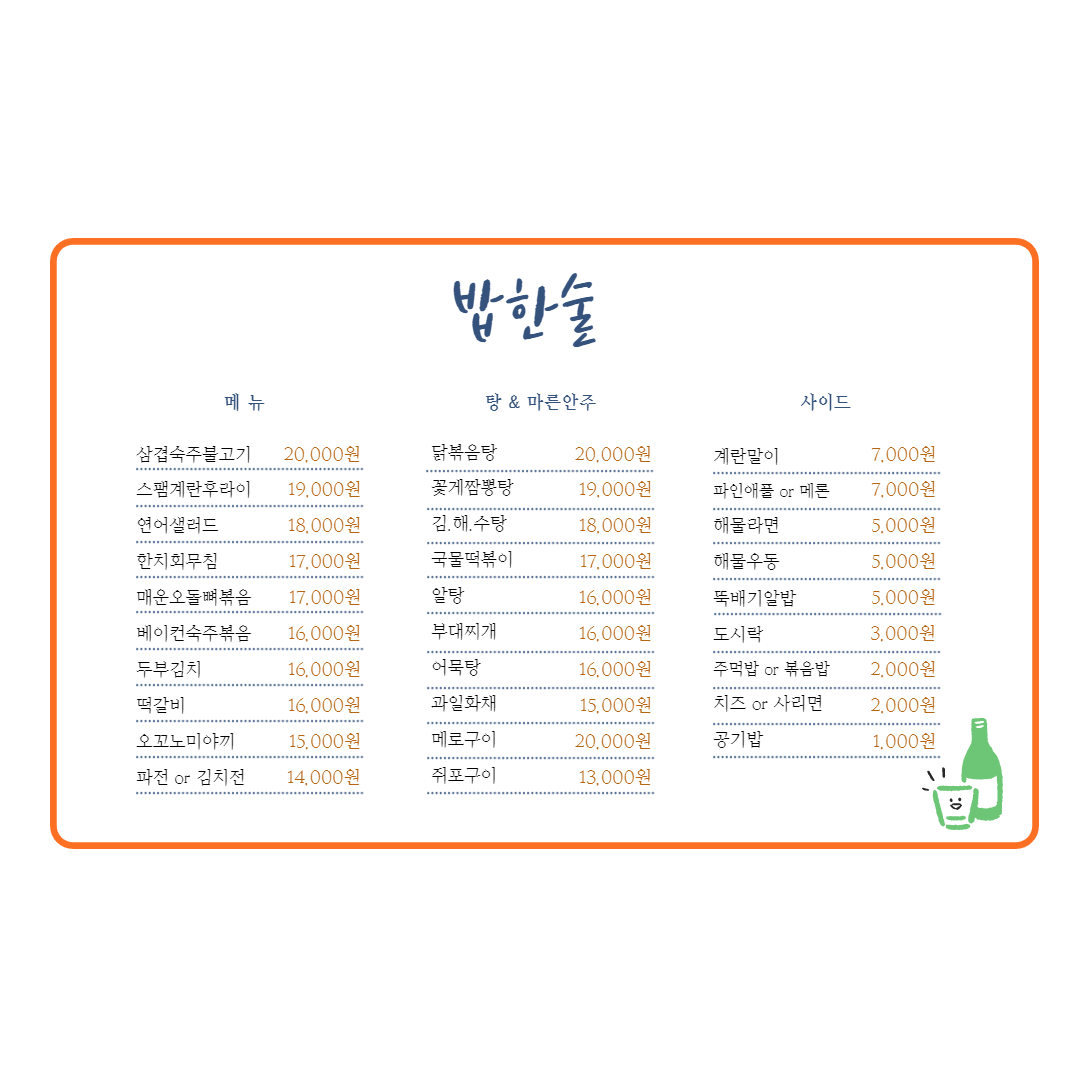 밥한술
메 뉴
삼겹숙주불고기 20,000원
스팸계란후라이 19,000원
연어샐러드 18,000원
한치회무침 17,000원
매운오돌뼈볶음 17,000원
베이컨숙주볶음 16,000원
두부김치 16,000원
떡갈비 16,000원
오꼬노미야끼 15,000원
파전 or 김치전 14,000원
탕 & 마른안주
닭볶음탕 20,000원
꽃게짬뽕탕 19,000원
김.해.수탕 18,000원
국물떡볶이 17,000원
알탕 16,000원
부대찌개 16,000원
어묵탕 16,000원
과일화채 15,000원
메로구이 20,000원
쥐포구이 13,000원
사이드
계란말이 7,000원
파인애플 or 메론 7,000원
해물라면 5,000원
해물우동 5,000원
뚝배기알밥 5,000원
도시락 3,000원
주먹밥 or 볶음밥 2,000원
치즈 or 사리면 2,000원
공기밥 1,000원